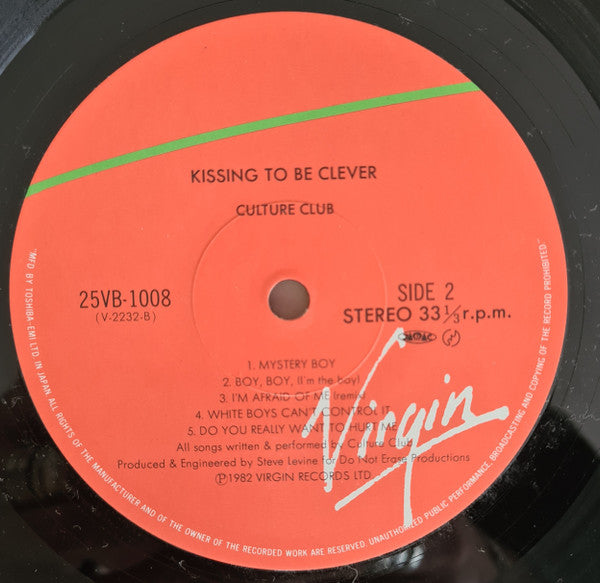 KISSING TO BE CLEVER
CULTURE CLUB
25VB-1008
(V-2232-B)
SIDE 2
STEREO 33 1/3 r.p.m.
1. MYSTERY BOY
2. BOY, BOY, (I'm the boy)
3. I'M AFRAID OF ME (remix)
4. WHITE BOYS CAN'T CONTROL IT
5. DO YOU REALLY WANT TO HURT ME
All songs written & performed by Culture Club
Produced & Engineered by Steve Levine for Do Not Erase Productions
℗1982 VIRGIN RECORDS LTD.
Virgin
"MFD BY TOSHIBA-EMI LTD. IN JAPAN. ALL RIGHTS OF THE MANUFACTURER AND OF THE OWNER OF THE RECORDED WORK ARE RESERVED. UNAUTHORIZED PUBLIC PERFORMANCE, BROADCASTING AND COPYING OF THE RECORD PROHIBITED"